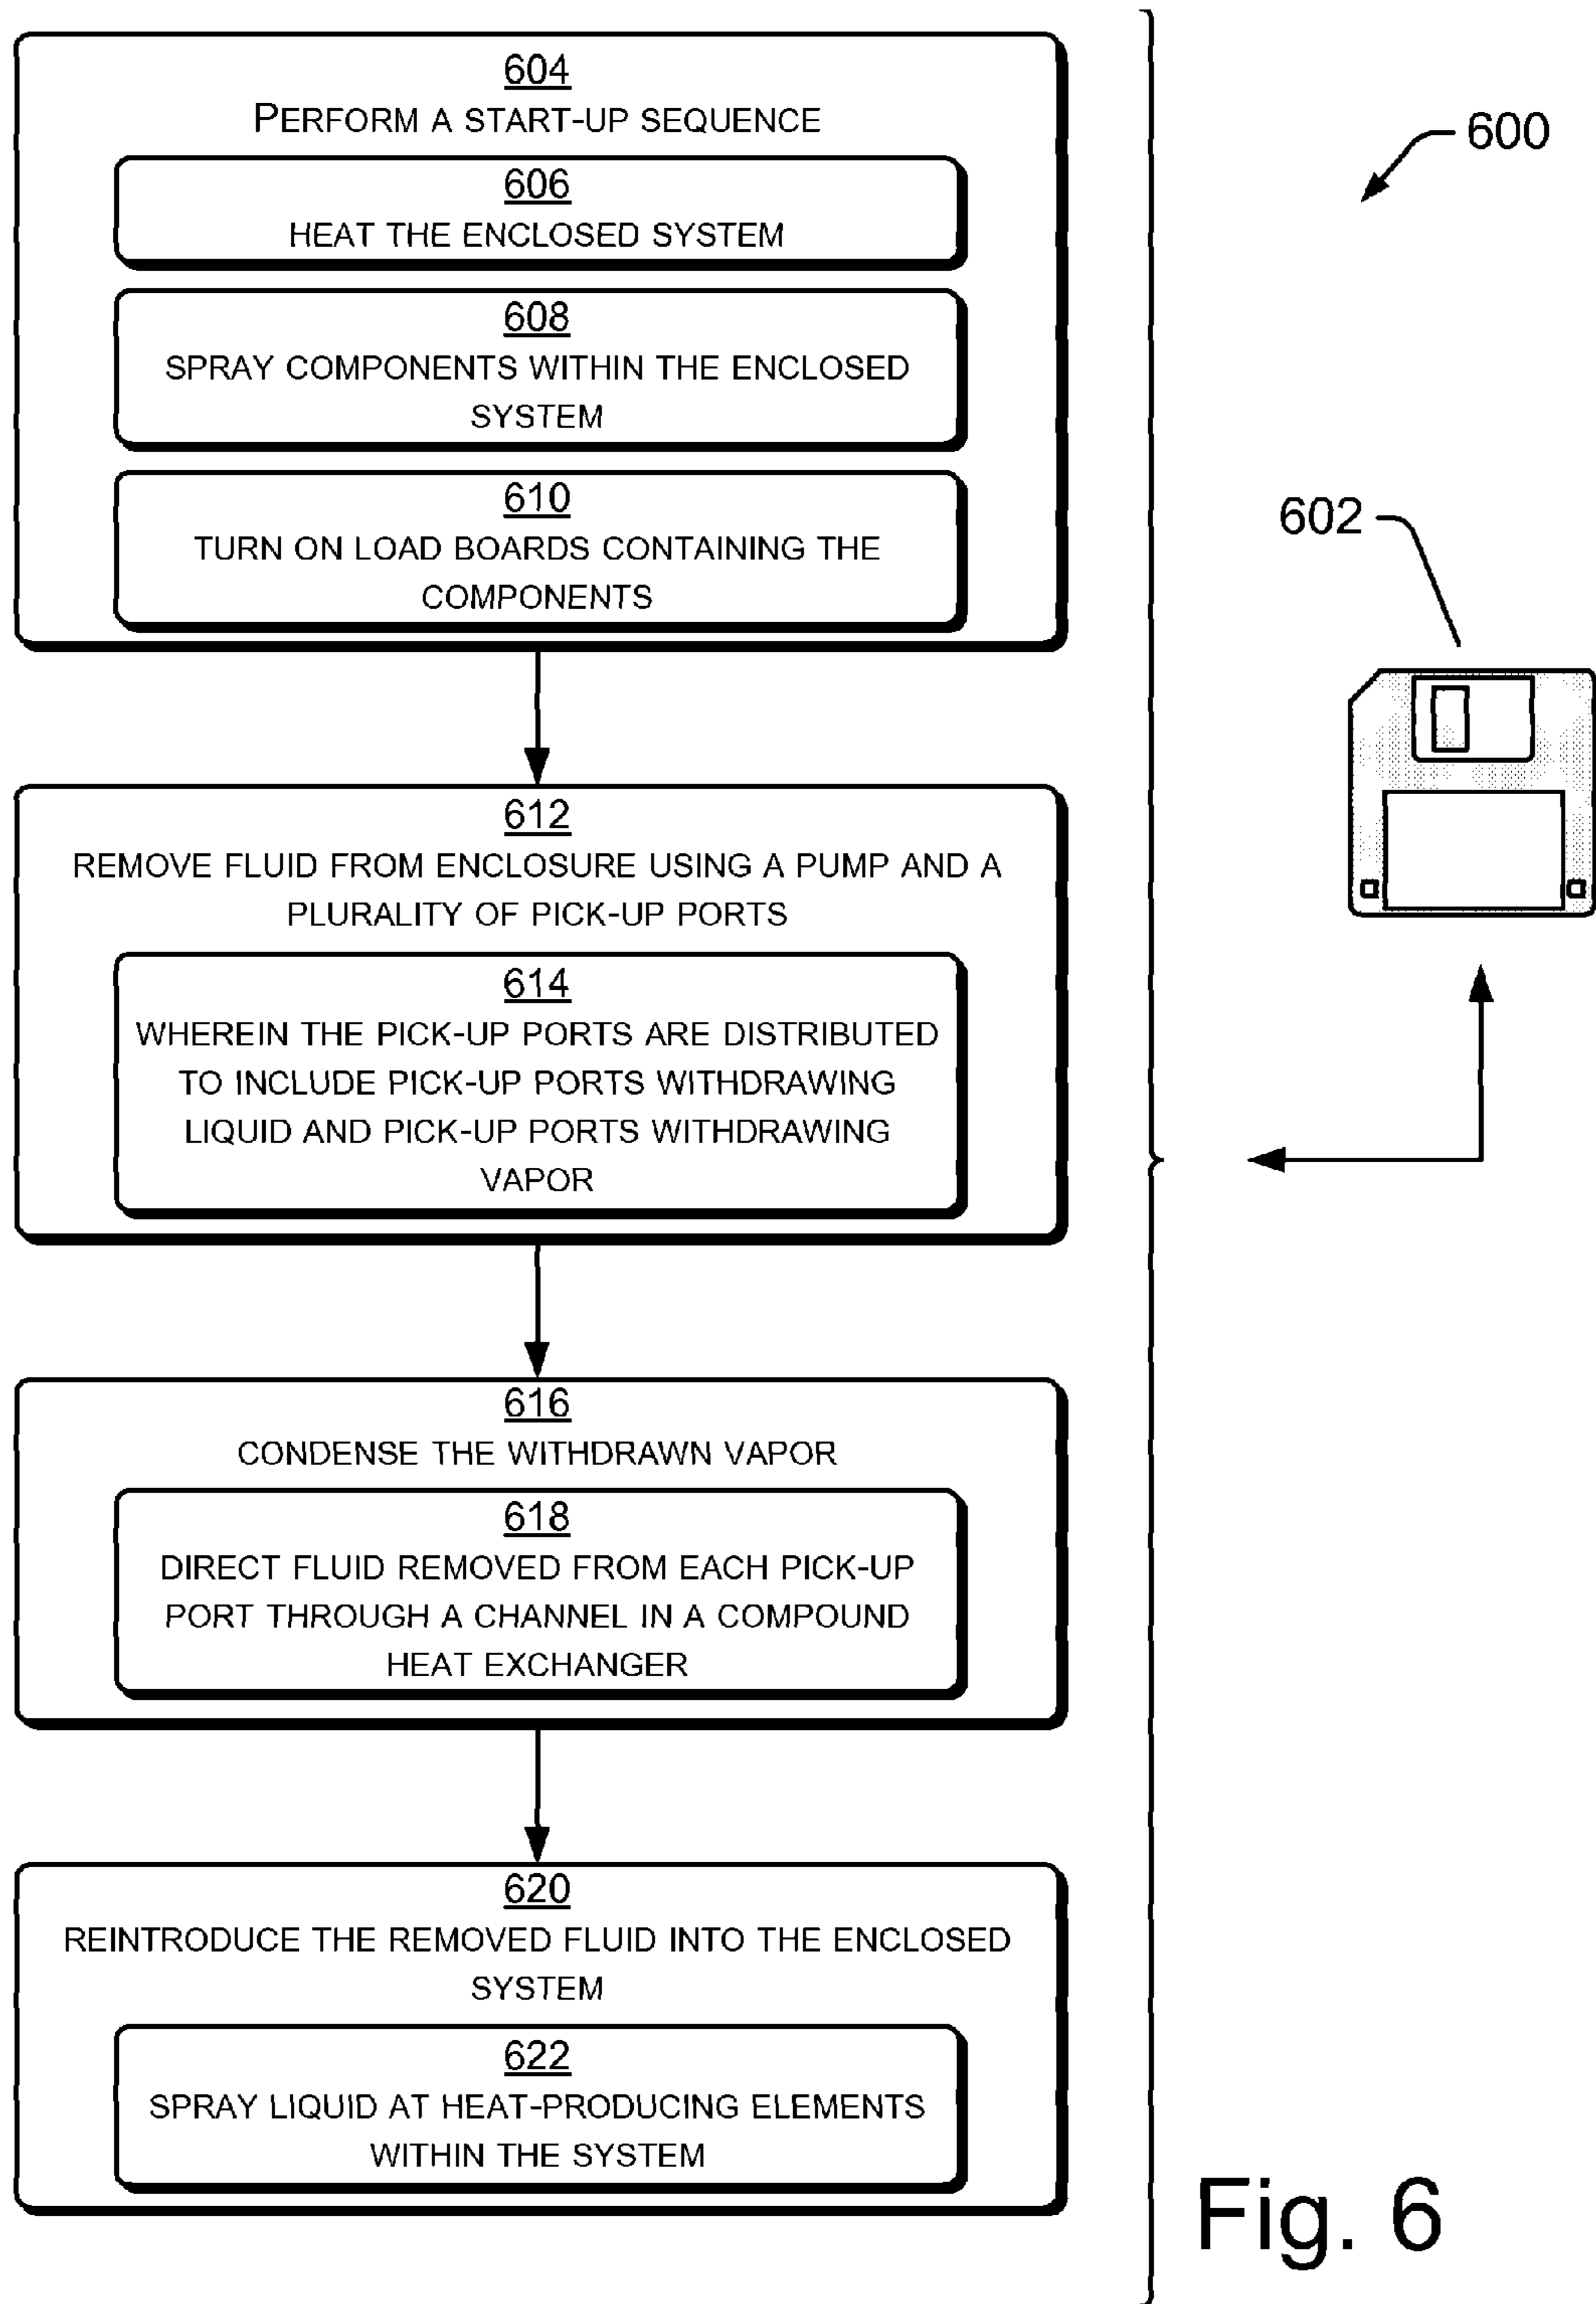 604
PERFORM A START-UP SEQUENCE
606
HEAT THE ENCLOSED SYSTEM
608
SPRAY COMPONENTS WITHIN THE ENCLOSED
SYSTEM
610
TURN ON LOAD BOARDS CONTAINING THE
COMPONENTS
600
602
612
REMOVE FLUID FROM ENCLOSURE USING A PUMP AND A
PLURALITY OF PICK-UP PORTS
614
WHEREIN THE PICK-UP PORTS ARE DISTRIBUTED
TO INCLUDE PICK-UP PORTS WITHDRAWING
LIQUID AND PICK-UP PORTS WITHDRAWING
VAPOR
616
CONDENSE THE WITHDRAWN VAPOR
618
DIRECT FLUID REMOVED FROM EACH PICK-UP
PORT THROUGH A CHANNEL IN A COMPOUND
HEAT EXCHANGER
620
REINTRODUCE THE REMOVED FLUID INTO THE ENCLOSED
SYSTEM
622
SPRAY LIQUID AT HEAT-PRODUCING ELEMENTS
WITHIN THE SYSTEM
Fig. 6